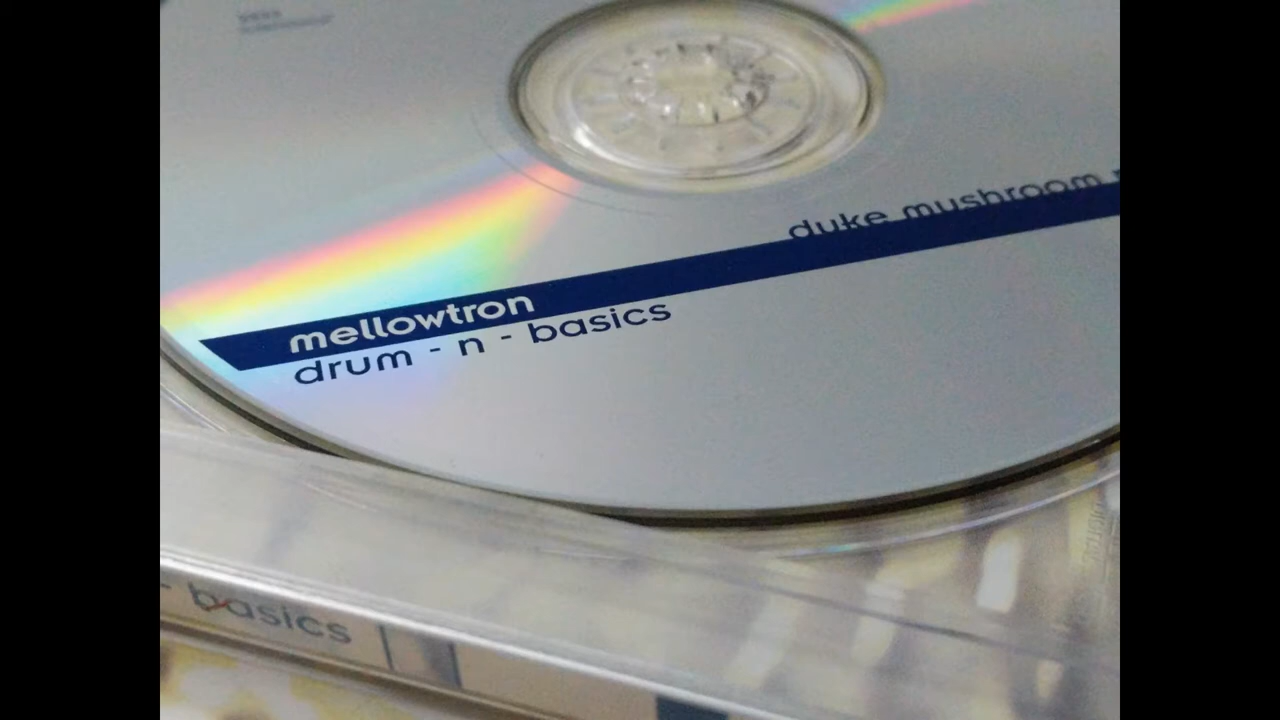 duke mushroom
mellowtron
drum - n - basics
- basics